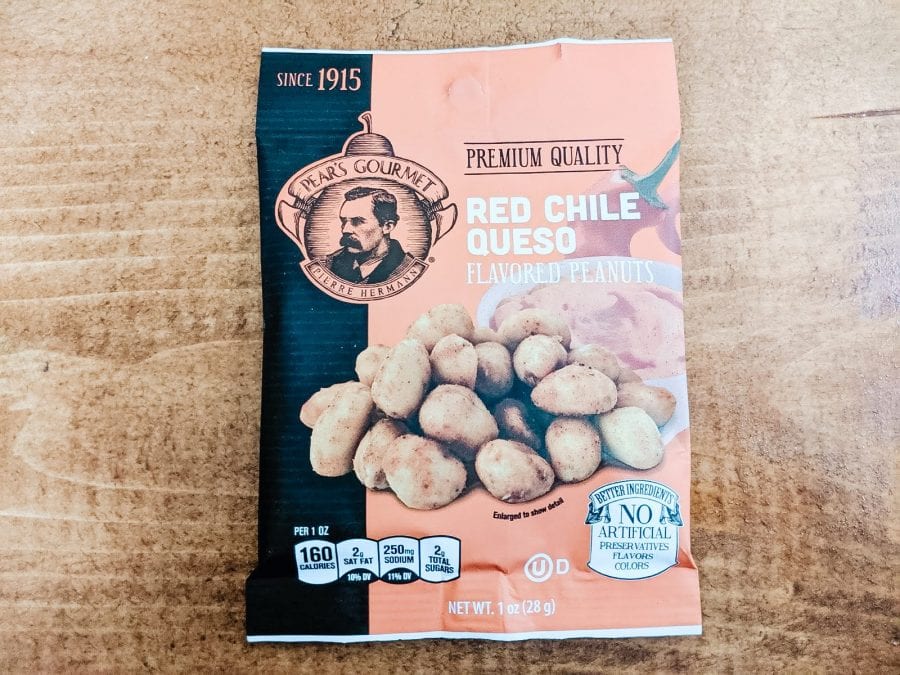 SINCE 1915
PEAR'S GOURMET
PIERRE HERMANN
®
PREMIUM QUALITY
RED CHILE
QUESO
FLAVORED PEANUTS
Enlarged to show detail
BETTER INGREDIENTS
NO
ARTIFICIAL
PRESERVATIVES
FLAVORS
COLORS
PER 1 OZ
160
CALORIES
2g
SAT FAT
10% DV
250mg
SODIUM
11% DV
2g
TOTAL
SUGARS
U D
NET WT. 1 oz (28 g)